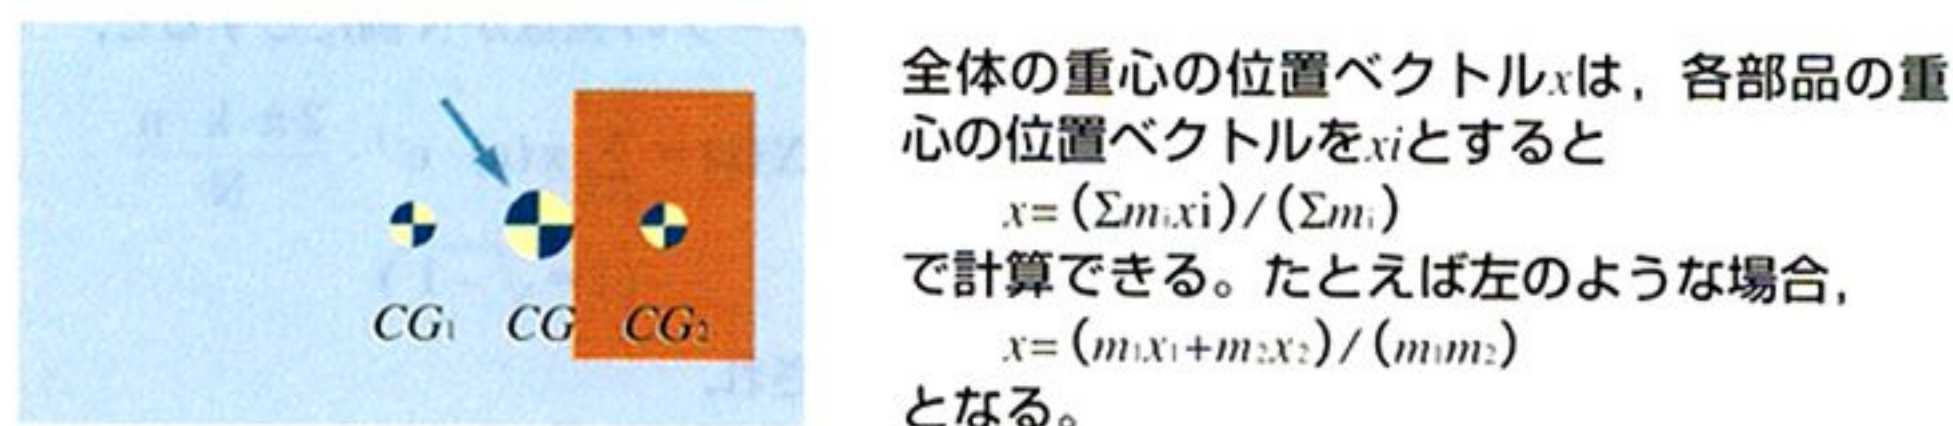 CG₁ CG CG₂
全体の重心の位置ベクトルxは，各部品の重
心の位置ベクトルをxiとすると
x=(Σmᵢxi)/(Σmᵢ)
で計算できる。たとえば左のような場合，
x=(m₁x₁+m₂x₂)/(m₁m₂)
となる。